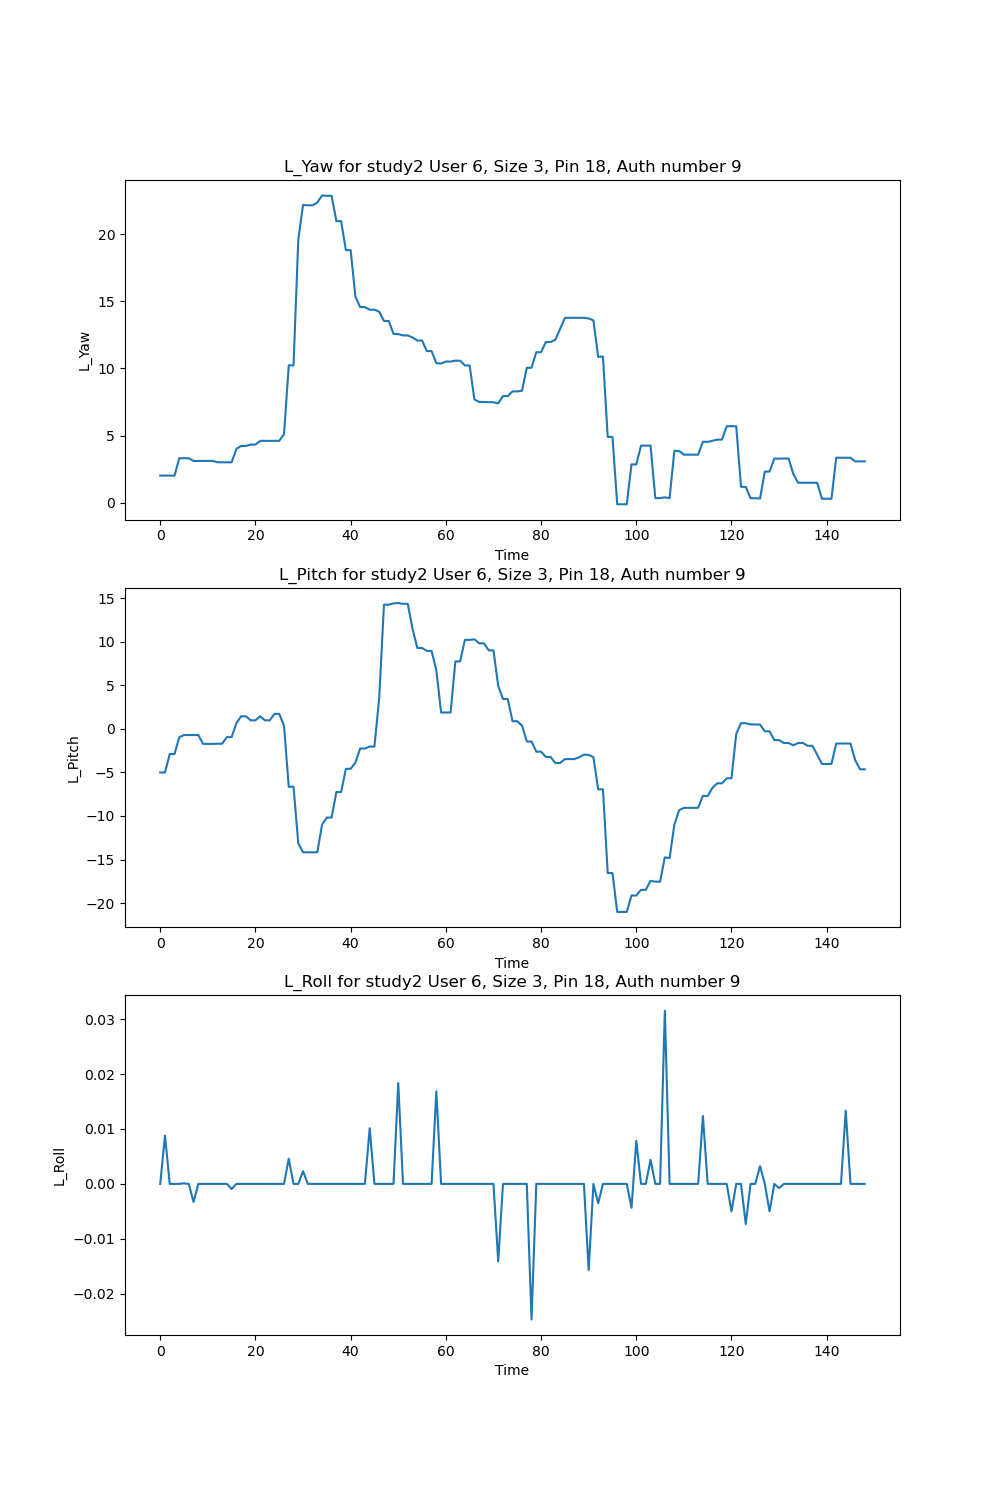 L_Yaw for study2 User 6, Size 3, Pin 18, Auth number 9
20
15
10
5
0
L_Yaw
0 20 40 60 80 100 120 140
Time
L_Pitch for study2 User 6, Size 3, Pin 18, Auth number 9
15
10
5
0
−5
−10
−15
−20
L_Pitch
0 20 40 60 80 100 120 140
Time
L_Roll for study2 User 6, Size 3, Pin 18, Auth number 9
0.03
0.02
0.01
0.00
−0.01
−0.02
L_Roll
0 20 40 60 80 100 120 140
Time